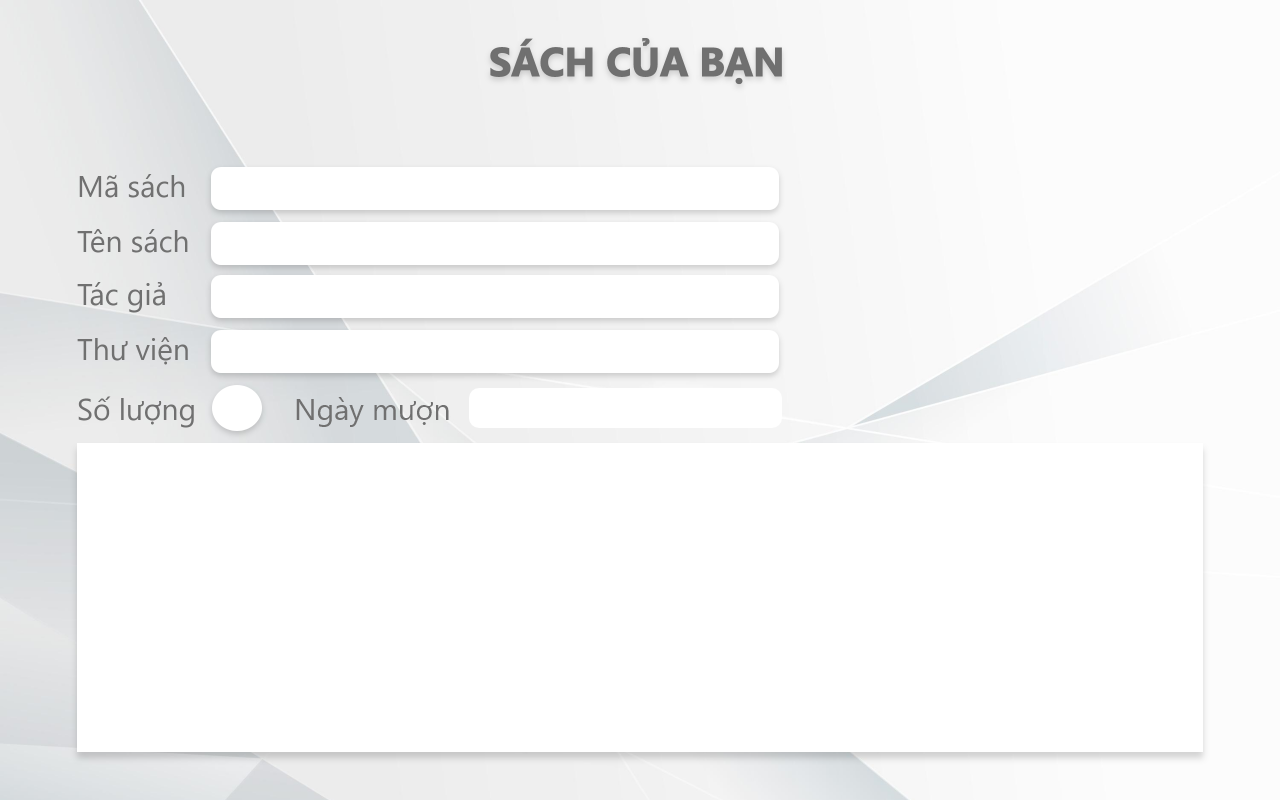 SÁCH CỦA BẠN
Mã sách
Tên sách
Tác giả
Thư viện
Số lượng Ngày mượn